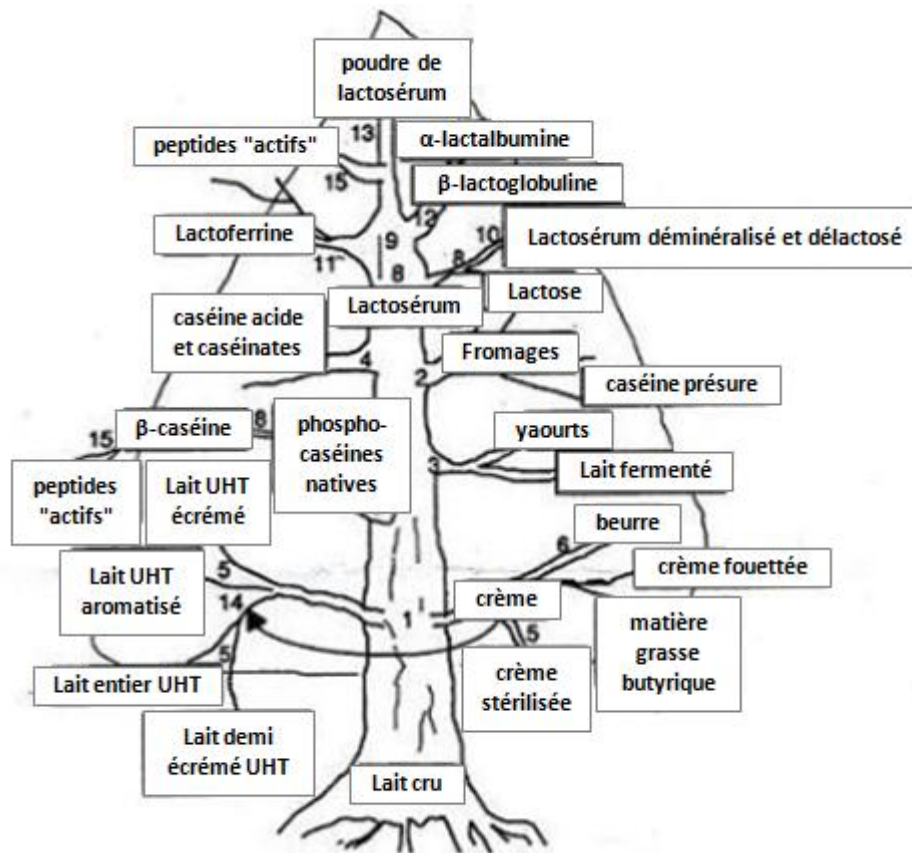 poudre de
lactosérum
13
peptides "actifs"
α-lactalbumine
15
β-lactoglbuline
12
Lactoferrine
9
10
Lactosérum déminéralisé et délactosé
11
8
8
Lactosérum
Lactose
caséine acide
et caséinates
Fromages
4
2
caséine présure
β-caséine
8
phospho-
caséines
natives
yaourts
15
3
Lait fermenté
peptides
"actifs"
Lait UHT
écrémé
beurre
6
Lait UHT
aromatisé
5
crème fouettée
14
crème
1
matière
grasse
butyrique
5
5
Lait entier UHT
crème
stérilisée
Lait demi
écrémé UHT
Lait cru